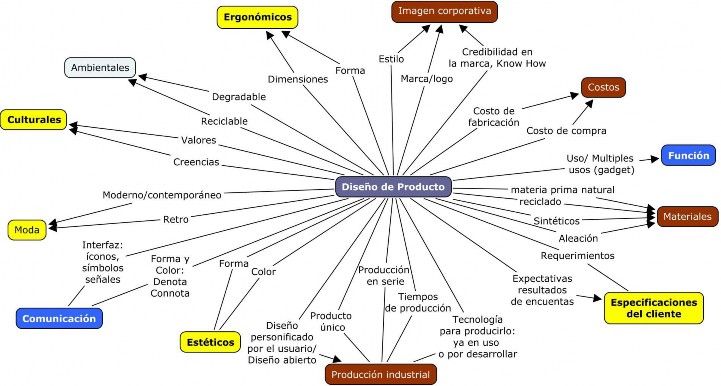 Ergonómicos
Imagen corporativa
Ambientales
Estilo
Credibilidad en
la marca, Know How
Forma
Dimensiones
Marca/logo
Costos
Degradable
Reciclable
Costo de
fabricación
Culturales
Valores
Costo de compra
Creencias
Uso/ Multiples
usos (gadget)
Función
Diseño de Producto
Moderno/contemporáneo
materia prima natural
reciclado
Retro
Sintéticos
Materiales
Moda
Aleación
Interfaz:
íconos,
símbolos
señales
Forma y
Color:
Denota
Connota
Forma
Color
Producción
en serie
Requerimientos
Expectativas
resultados
de encuentas
Tiempos
de producción
Especificaciones
del cliente
Comunicación
Estéticos
Diseño
personificado
por el usuario/
Diseño abierto
Producto
único
Tecnología
para producirlo:
ya en uso
o por desarrollar
Producción industrial